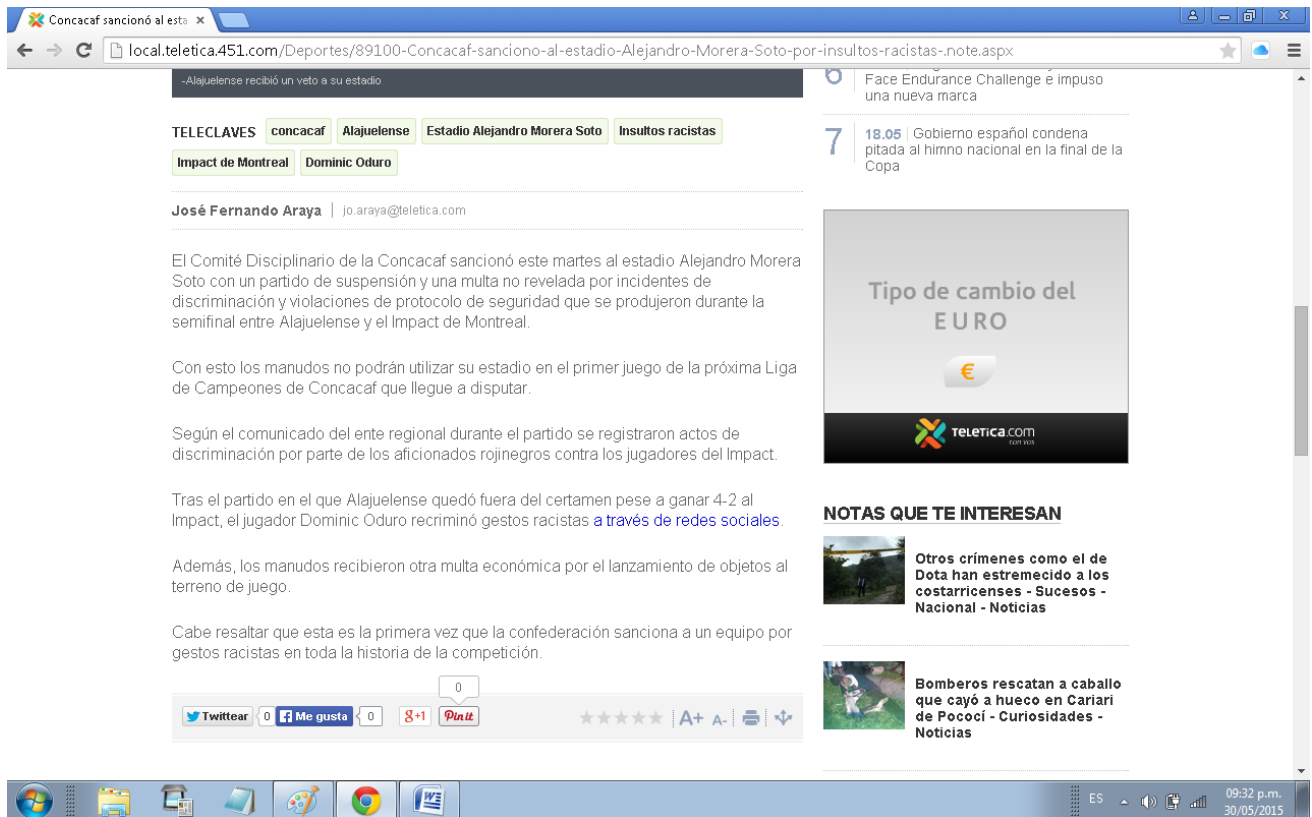 Concacaf sancionó al esta
local.teletica.451.com/Deportes/89100-Concacaf-sanciono-al-estadio-Alejandro-Morera-Soto-por-insultos-racistas-.note.aspx
-Alajuelense recibió un veto a su estadio
TELECLAVES concacaf Alajuelense Estadio Alejandro Morera Soto Insultos racistas
Impact de Montreal Dominic Oduro
José Fernando Araya | jo.araya@teletica.com
El Comité Disciplinario de la Concacaf sancionó este martes al estadio Alejandro Morera
Soto con un partido de suspensión y una multa no revelada por incidentes de
discriminación y violaciones de protocolo de seguridad que se produjeron durante la
semifinal entre Alajuelense y el Impact de Montreal.
Con esto los manudos no podrán utilizar su estadio en el primer juego de la próxima Liga
de Campeones de Concacaf que llegue a disputar.
Según el comunicado del ente regional durante el partido se registraron actos de
discriminación por parte de los aficionados rojinegros contra los jugadores del Impact.
Tras el partido en el que Alajuelense quedó fuera del certamen pese a ganar 4-2 al
Impact, el jugador Dominic Oduro recriminó gestos racistas a través de redes sociales.
Además, los manudos recibieron otra multa económica por el lanzamiento de objetos al
terreno de juego.
Cabe resaltar que esta es la primera vez que la confederación sanciona a un equipo por
gestos racistas en toda la historia de la competición.
0
Twittear 0 Me gusta 0 g+1 Pin it
A+ A-
6
Face Endurance Challenge e impuso
una nueva marca
7 18.05 | Gobierno español condena
pitada al himno nacional en la final de la
Copa
Tipo de cambio del
EURO
€
TELETICA.COM
con vos
NOTAS QUE TE INTERESAN
Otros crímenes como el de
Dota han estremecido a los
costarricenses - Sucesos -
Nacional - Noticias
Bomberos rescatan a caballo
que cayó a hueco en Cariari
de Pococí - Curiosidades -
Noticias
ES
09:32 p.m.
30/05/2015